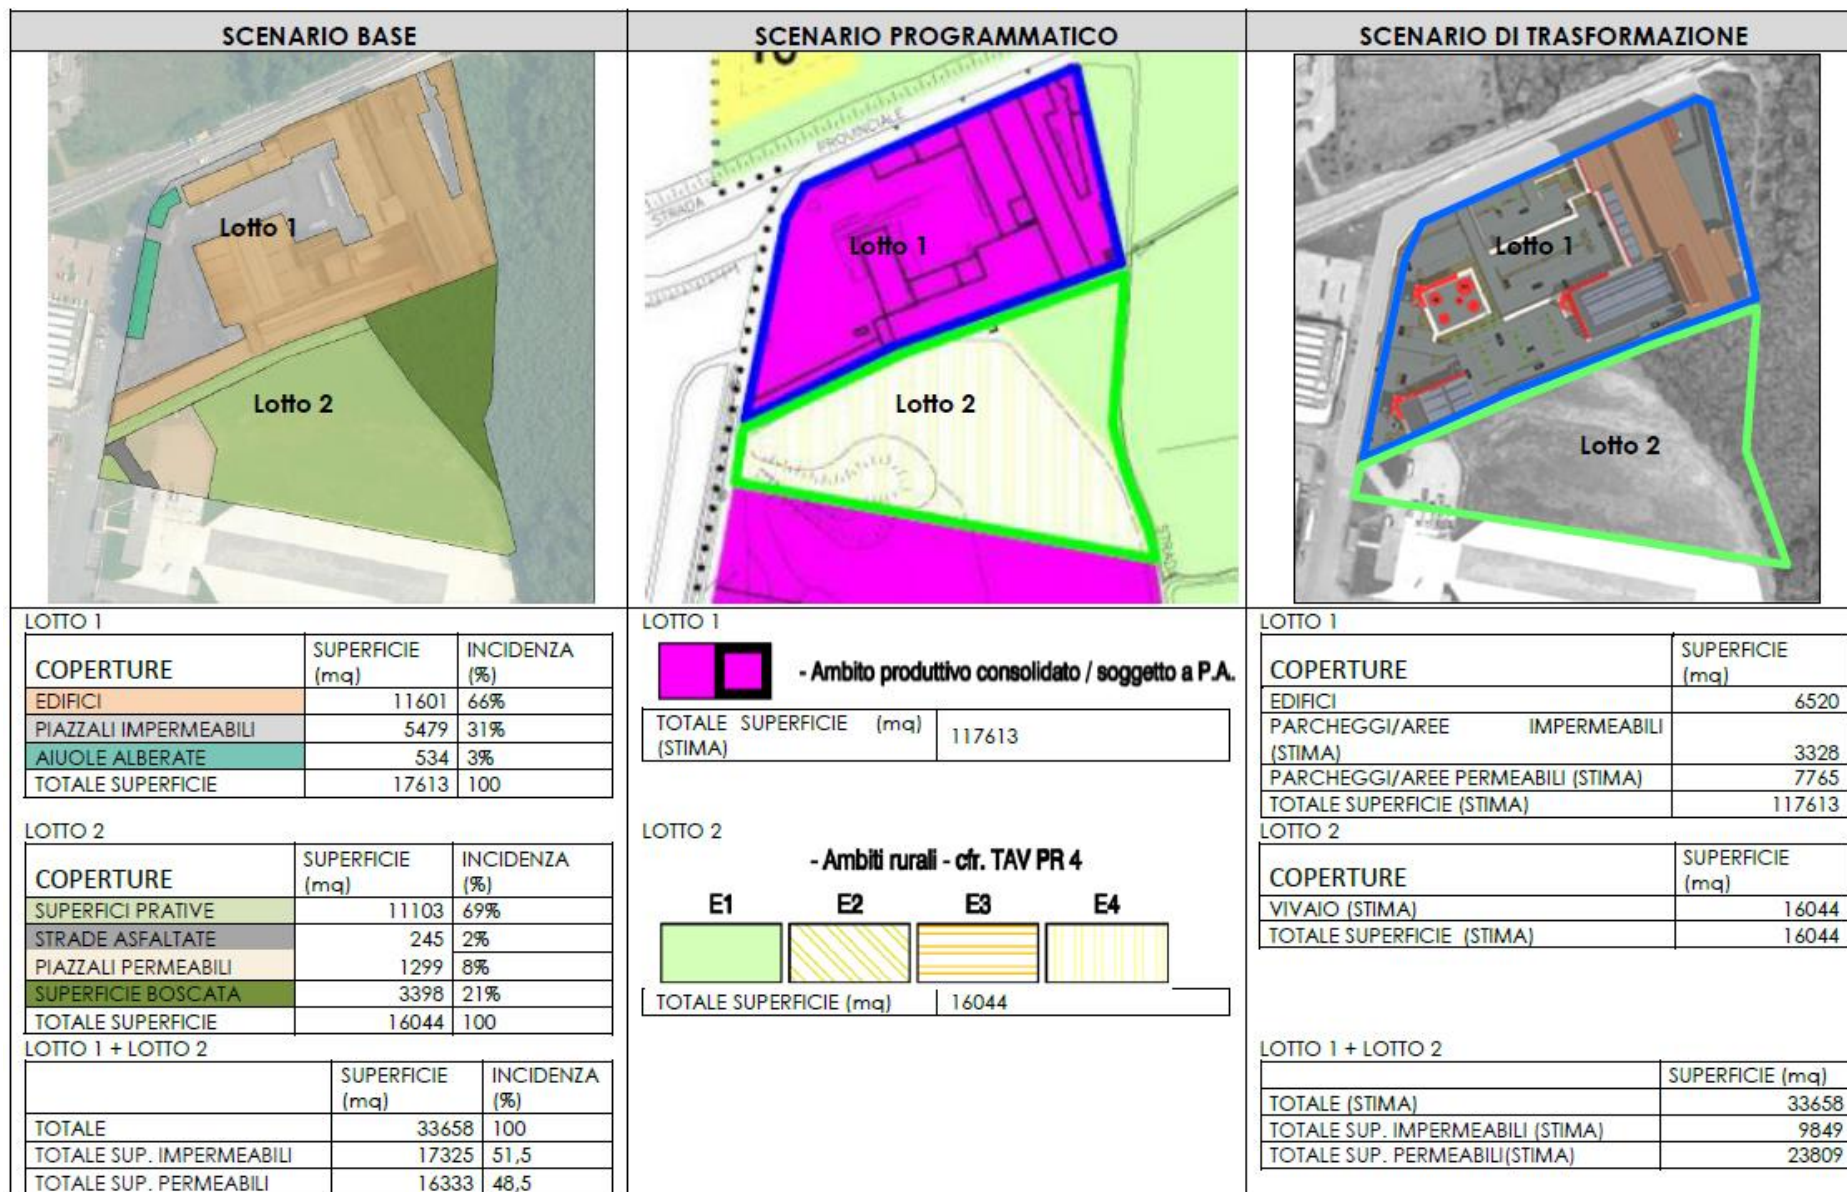 SCENARIO BASE
SCENARIO PROGRAMMATICO
SCENARIO DI TRASFORMAZIONE
Lotto 1
Lotto 2
STRADA
PROVINCIALE
Lotto 1
Lotto 2
STRADA
Lotto 1
Lotto 2
LOTTO 1
COPERTURE SUPERFICIE (mq) INCIDENZA (%)
EDIFICI 11601 66%
PIAZZALI IMPERMEABILI 5479 31%
AIUOLE ALBERATE 534 3%
TOTALE SUPERFICIE 17613 100
LOTTO 2
COPERTURE SUPERFICIE (mq) INCIDENZA (%)
SUPERFICI PRATIVE 11103 69%
STRADE ASFALTATE 245 2%
PIAZZALI PERMEABILI 1299 8%
SUPERFICIE BOSCATA 3398 21%
TOTALE SUPERFICIE 16044 100
LOTTO 1 + LOTTO 2
SUPERFICIE (mq) INCIDENZA (%)
TOTALE 33658 100
TOTALE SUP. IMPERMEABILI 17325 51,5
TOTALE SUP. PERMEABILI 16333 48,5
LOTTO 1
- Ambito produttivo consolidato / soggetto a P.A.
TOTALE SUPERFICIE (mq) (STIMA) 117613
LOTTO 2
- Ambiti rurali - cfr. TAV PR 4
E1 E2 E3 E4
TOTALE SUPERFICIE (mq) 16044
LOTTO 1
COPERTURE SUPERFICIE (mq)
EDIFICI 6520
PARCHEGGI/AREE IMPERMEABILI (STIMA) 3328
PARCHEGGI/AREE PERMEABILI (STIMA) 7765
TOTALE SUPERFICIE (STIMA) 117613
LOTTO 2
COPERTURE SUPERFICIE (mq)
VIVAIO (STIMA) 16044
TOTALE SUPERFICIE (STIMA) 16044
LOTTO 1 + LOTTO 2
SUPERFICIE (mq)
TOTALE (STIMA) 33658
TOTALE SUP. IMPERMEABILI (STIMA) 9849
TOTALE SUP. PERMEABILI(STIMA) 23809